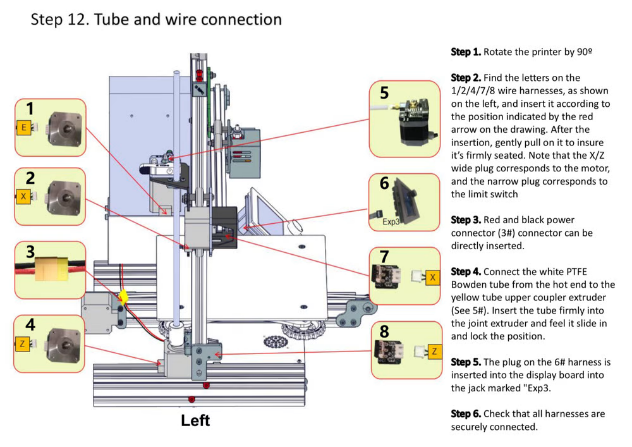 Step 12. Tube and wire connection
Step 1. Rotate the printer by 90º
Step 2. Find the letters on the
1/2/4/7/8 wire harnesses, as shown
on the left, and insert it according to
the position indicated by the red
arrow on the drawing. After the
insertion, gently pull on it to insure
it's firmly seated. Note that the X/Z
wide plug corresponds to the motor,
and the narrow plug corresponds to
the limit switch
Step 3. Red and black power
connector (3#) connector can be
directly inserted.
Step 4. Connect the white PTFE
Bowden tube from the hot end to the
yellow tube upper coupler extruder
(See 5#). Insert the tube firmly into
the joint extruder and feel it slide in
and lock the position.
Step 5. The plug on the 6# harness is
inserted into the display board into
the jack marked "Exp3.
Step 6. Check that all harnesses are
securely connected.
1
E
2
X
3
4
Z
5
6
Exp3
7
X
8
Z
Left